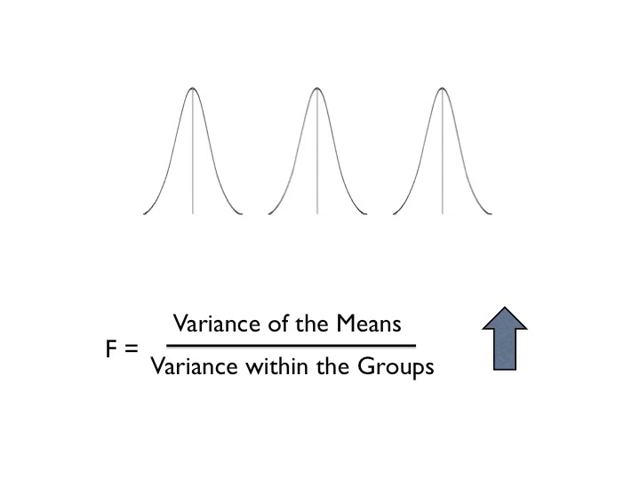 Variance of the Means
F =
Variance within the Groups